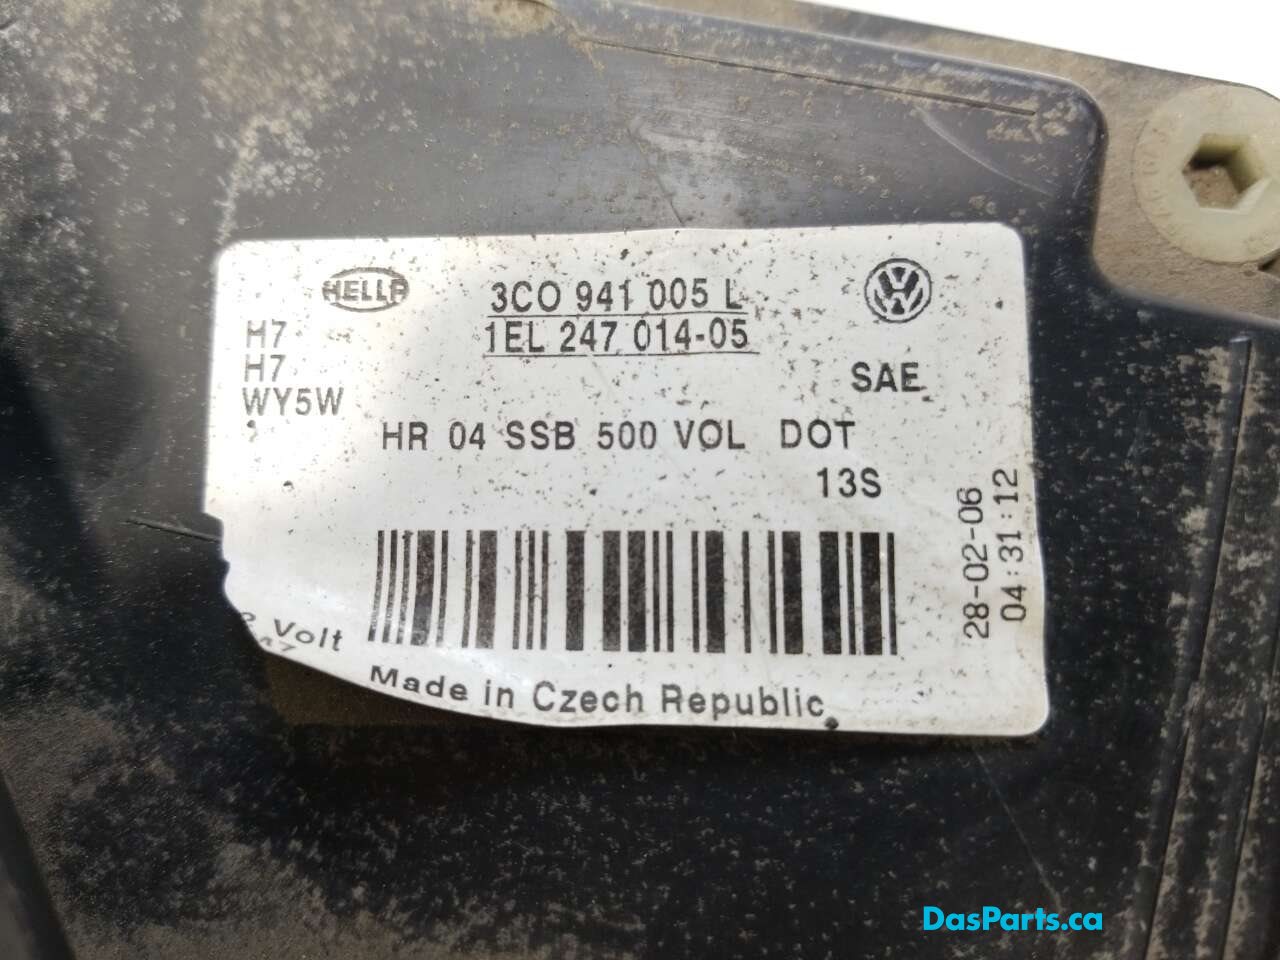 HELLA
3C0 941 005 L
1EL 247 014-05
H7
H7
WY5W
SAE
HR 04 SSB 500 VOL DOT
13S
28-02-06
04:31:12
Volt
Made in Czech Republic
DasParts.ca